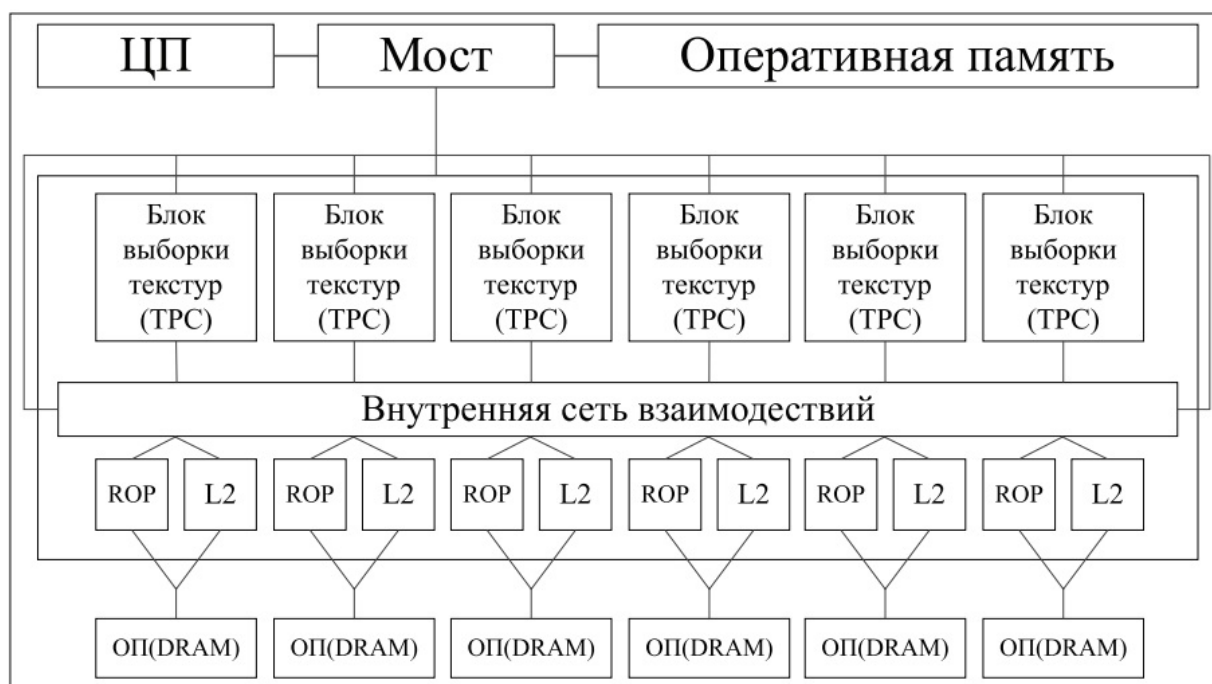 ЦП
Мост
Оперативная память
Блок
выборки
текстур
(TPC)
Блок
выборки
текстур
(TPC)
Блок
выборки
текстур
(TPC)
Блок
выборки
текстур
(TPC)
Блок
выборки
текстур
(TPC)
Блок
выборки
текстур
(TPC)
Внутренняя сеть взаимодествий
ROP
L2
ROP
L2
ROP
L2
ROP
L2
ROP
L2
ROP
L2
ОП(DRAM)
ОП(DRAM)
ОП(DRAM)
ОП(DRAM)
ОП(DRAM)
ОП(DRAM)